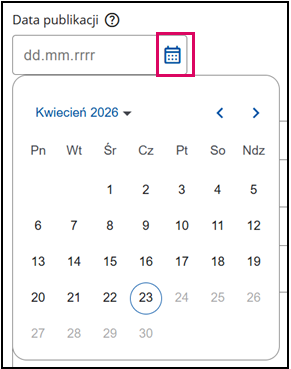 Data publikacji ?
dd.mm.rrrr
Kwiecień 2026
Pn Wt Śr Cz Pt So Ndz
1 2 3 4 5
6 7 8 9 10 11 12
13 14 15 16 17 18 19
20 21 22 23 24 25 26
27 28 29 30